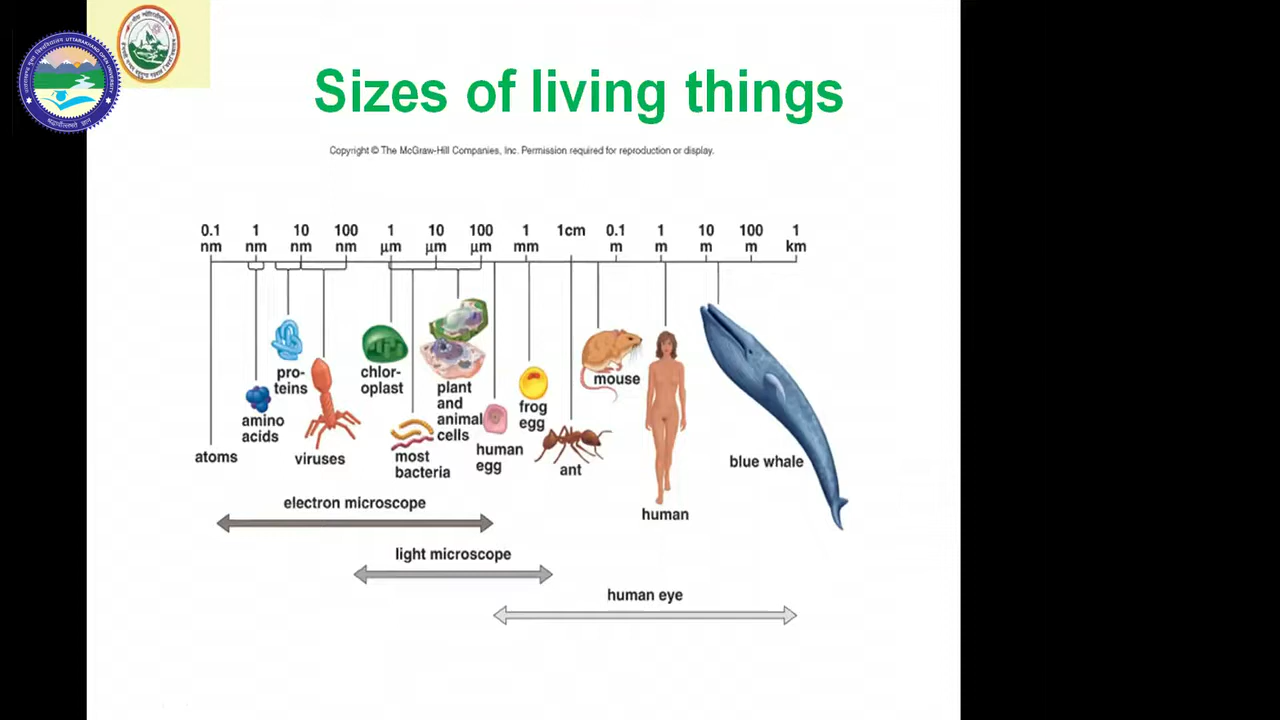 UTTARAKHAND OPEN UNIVERSITY
Sizes of living things
Copyright © The McGraw-Hill Companies, Inc. Permission required for reproduction or display.
0.1 nm
1 nm
10 nm
100 nm
1 μm
10 μm
100 μm
1 mm
1cm
0.1 m
1 m
10 m
100 m
1 km
atoms
amino
acids
pro-
teins
viruses
chlor-
oplast
most
bacteria
plant
and
animal
cells
human
egg
frog
egg
ant
mouse
human
blue whale
electron microscope
light microscope
human eye